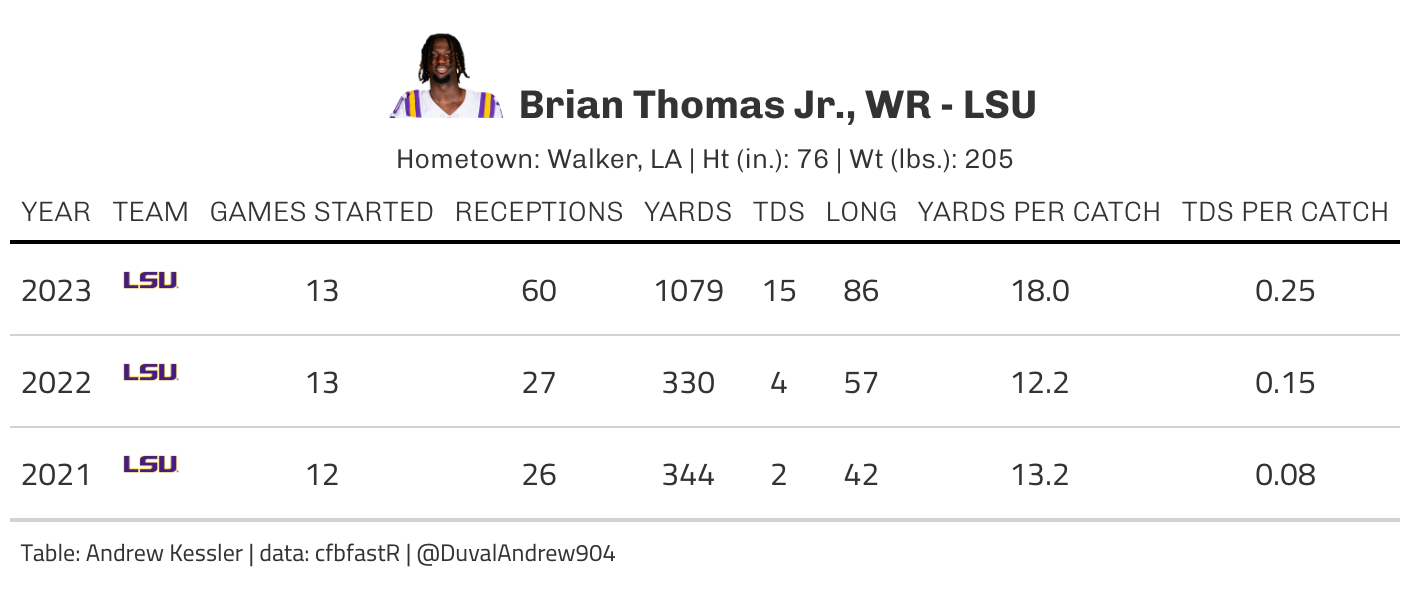 Brian Thomas Jr., WR - LSU
Hometown: Walker, LA | Ht (in.): 76 | Wt (lbs.): 205
YEAR TEAM GAMES STARTED RECEPTIONS YARDS TDS LONG YARDS PER CATCH TDS PER CATCH
2023 LSU 13 60 1079 15 86 18.0 0.25
2022 LSU 13 27 330 4 57 12.2 0.15
2021 LSU 12 26 344 2 42 13.2 0.08
Table: Andrew Kessler | data: cfbfastR | @DuvalAndrew904